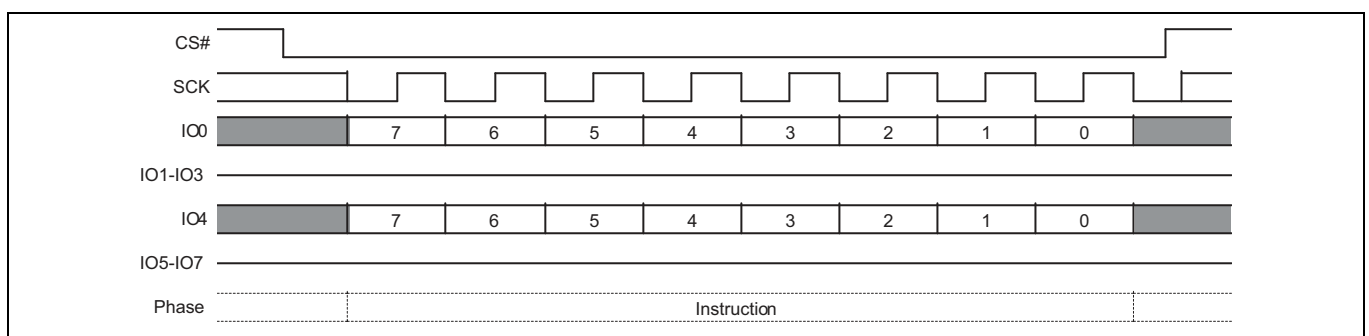 CS#
SCK
IO0
7 6 5 4 3 2 1 0
IO1-IO3
IO4
7 6 5 4 3 2 1 0
IO5-IO7
Phase
Instruction